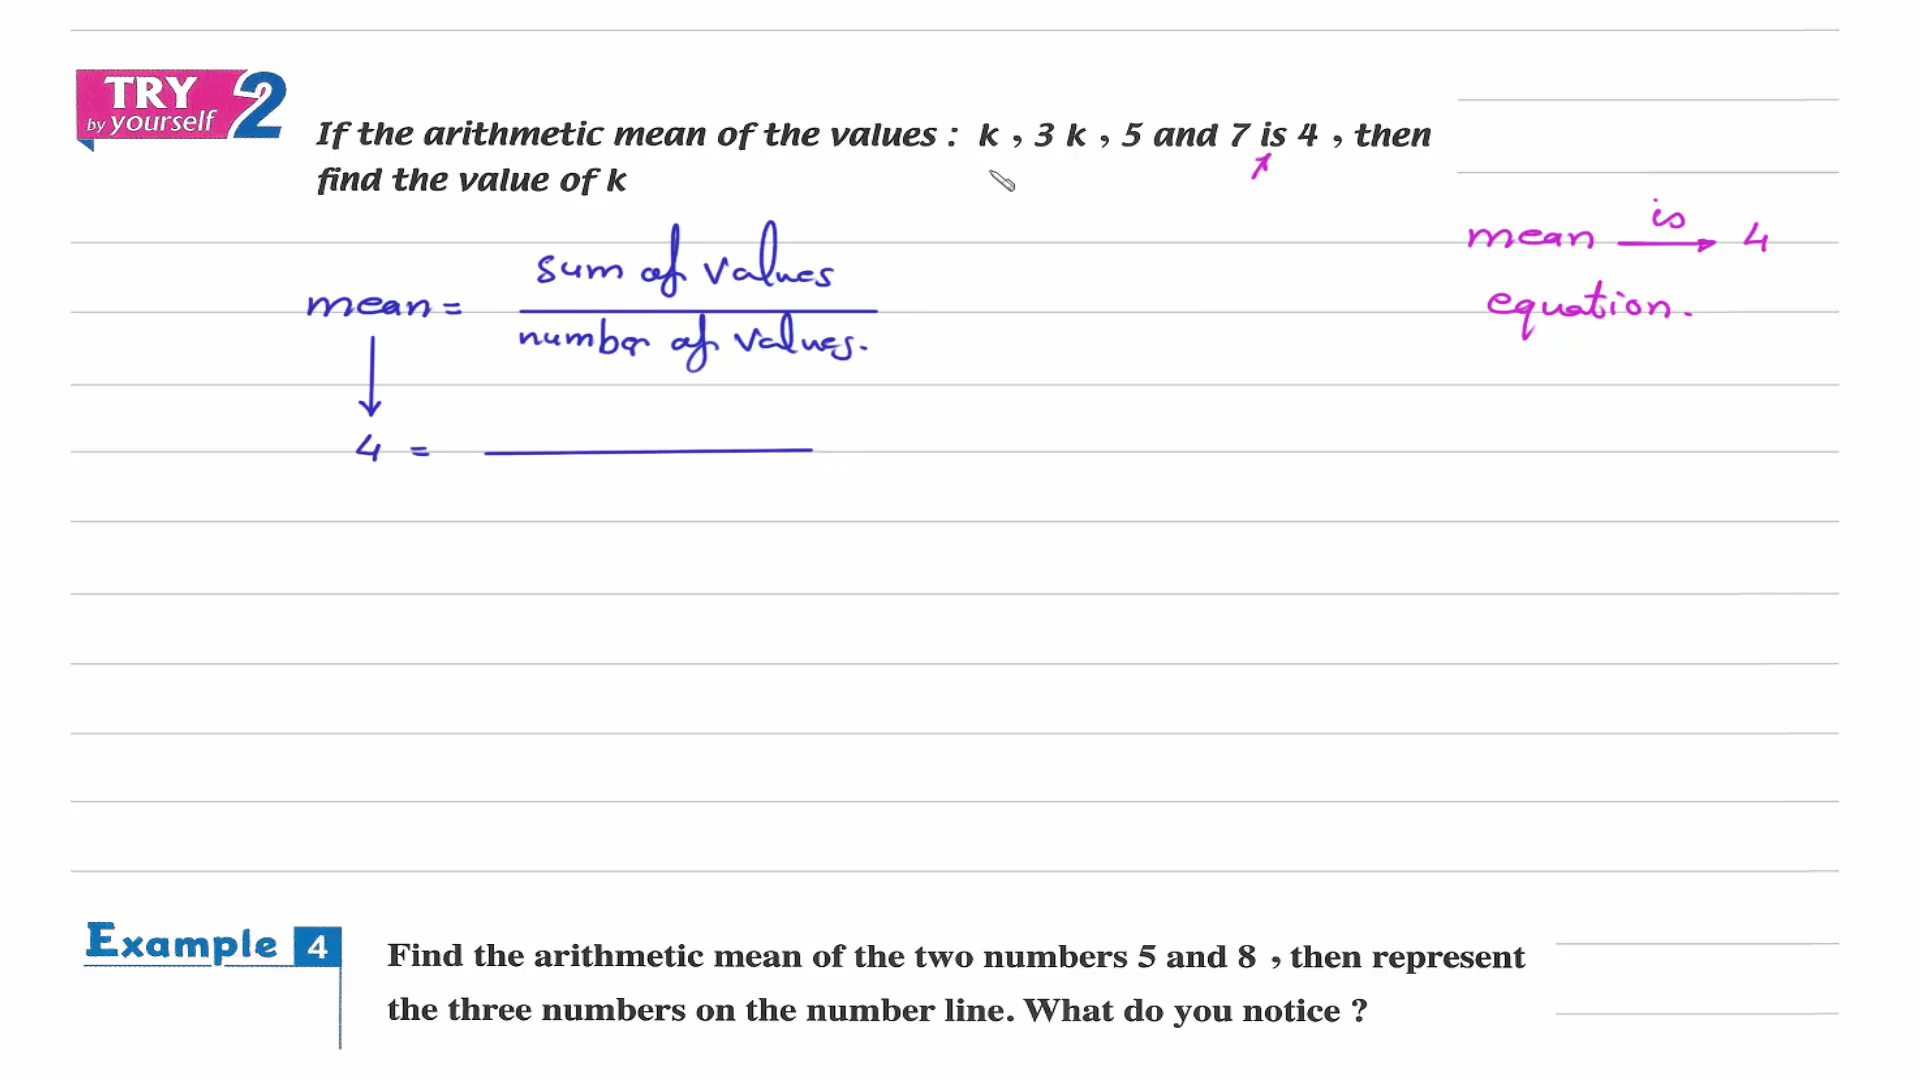 TRY by yourself 2
If the arithmetic mean of the values : k , 3 k , 5 and 7 is 4 , then
find the value of k
mean = sum of values
number of values.
4 =
mean is 4
equation.
Example 4
Find the arithmetic mean of the two numbers 5 and 8 , then represent
the three numbers on the number line. What do you notice ?